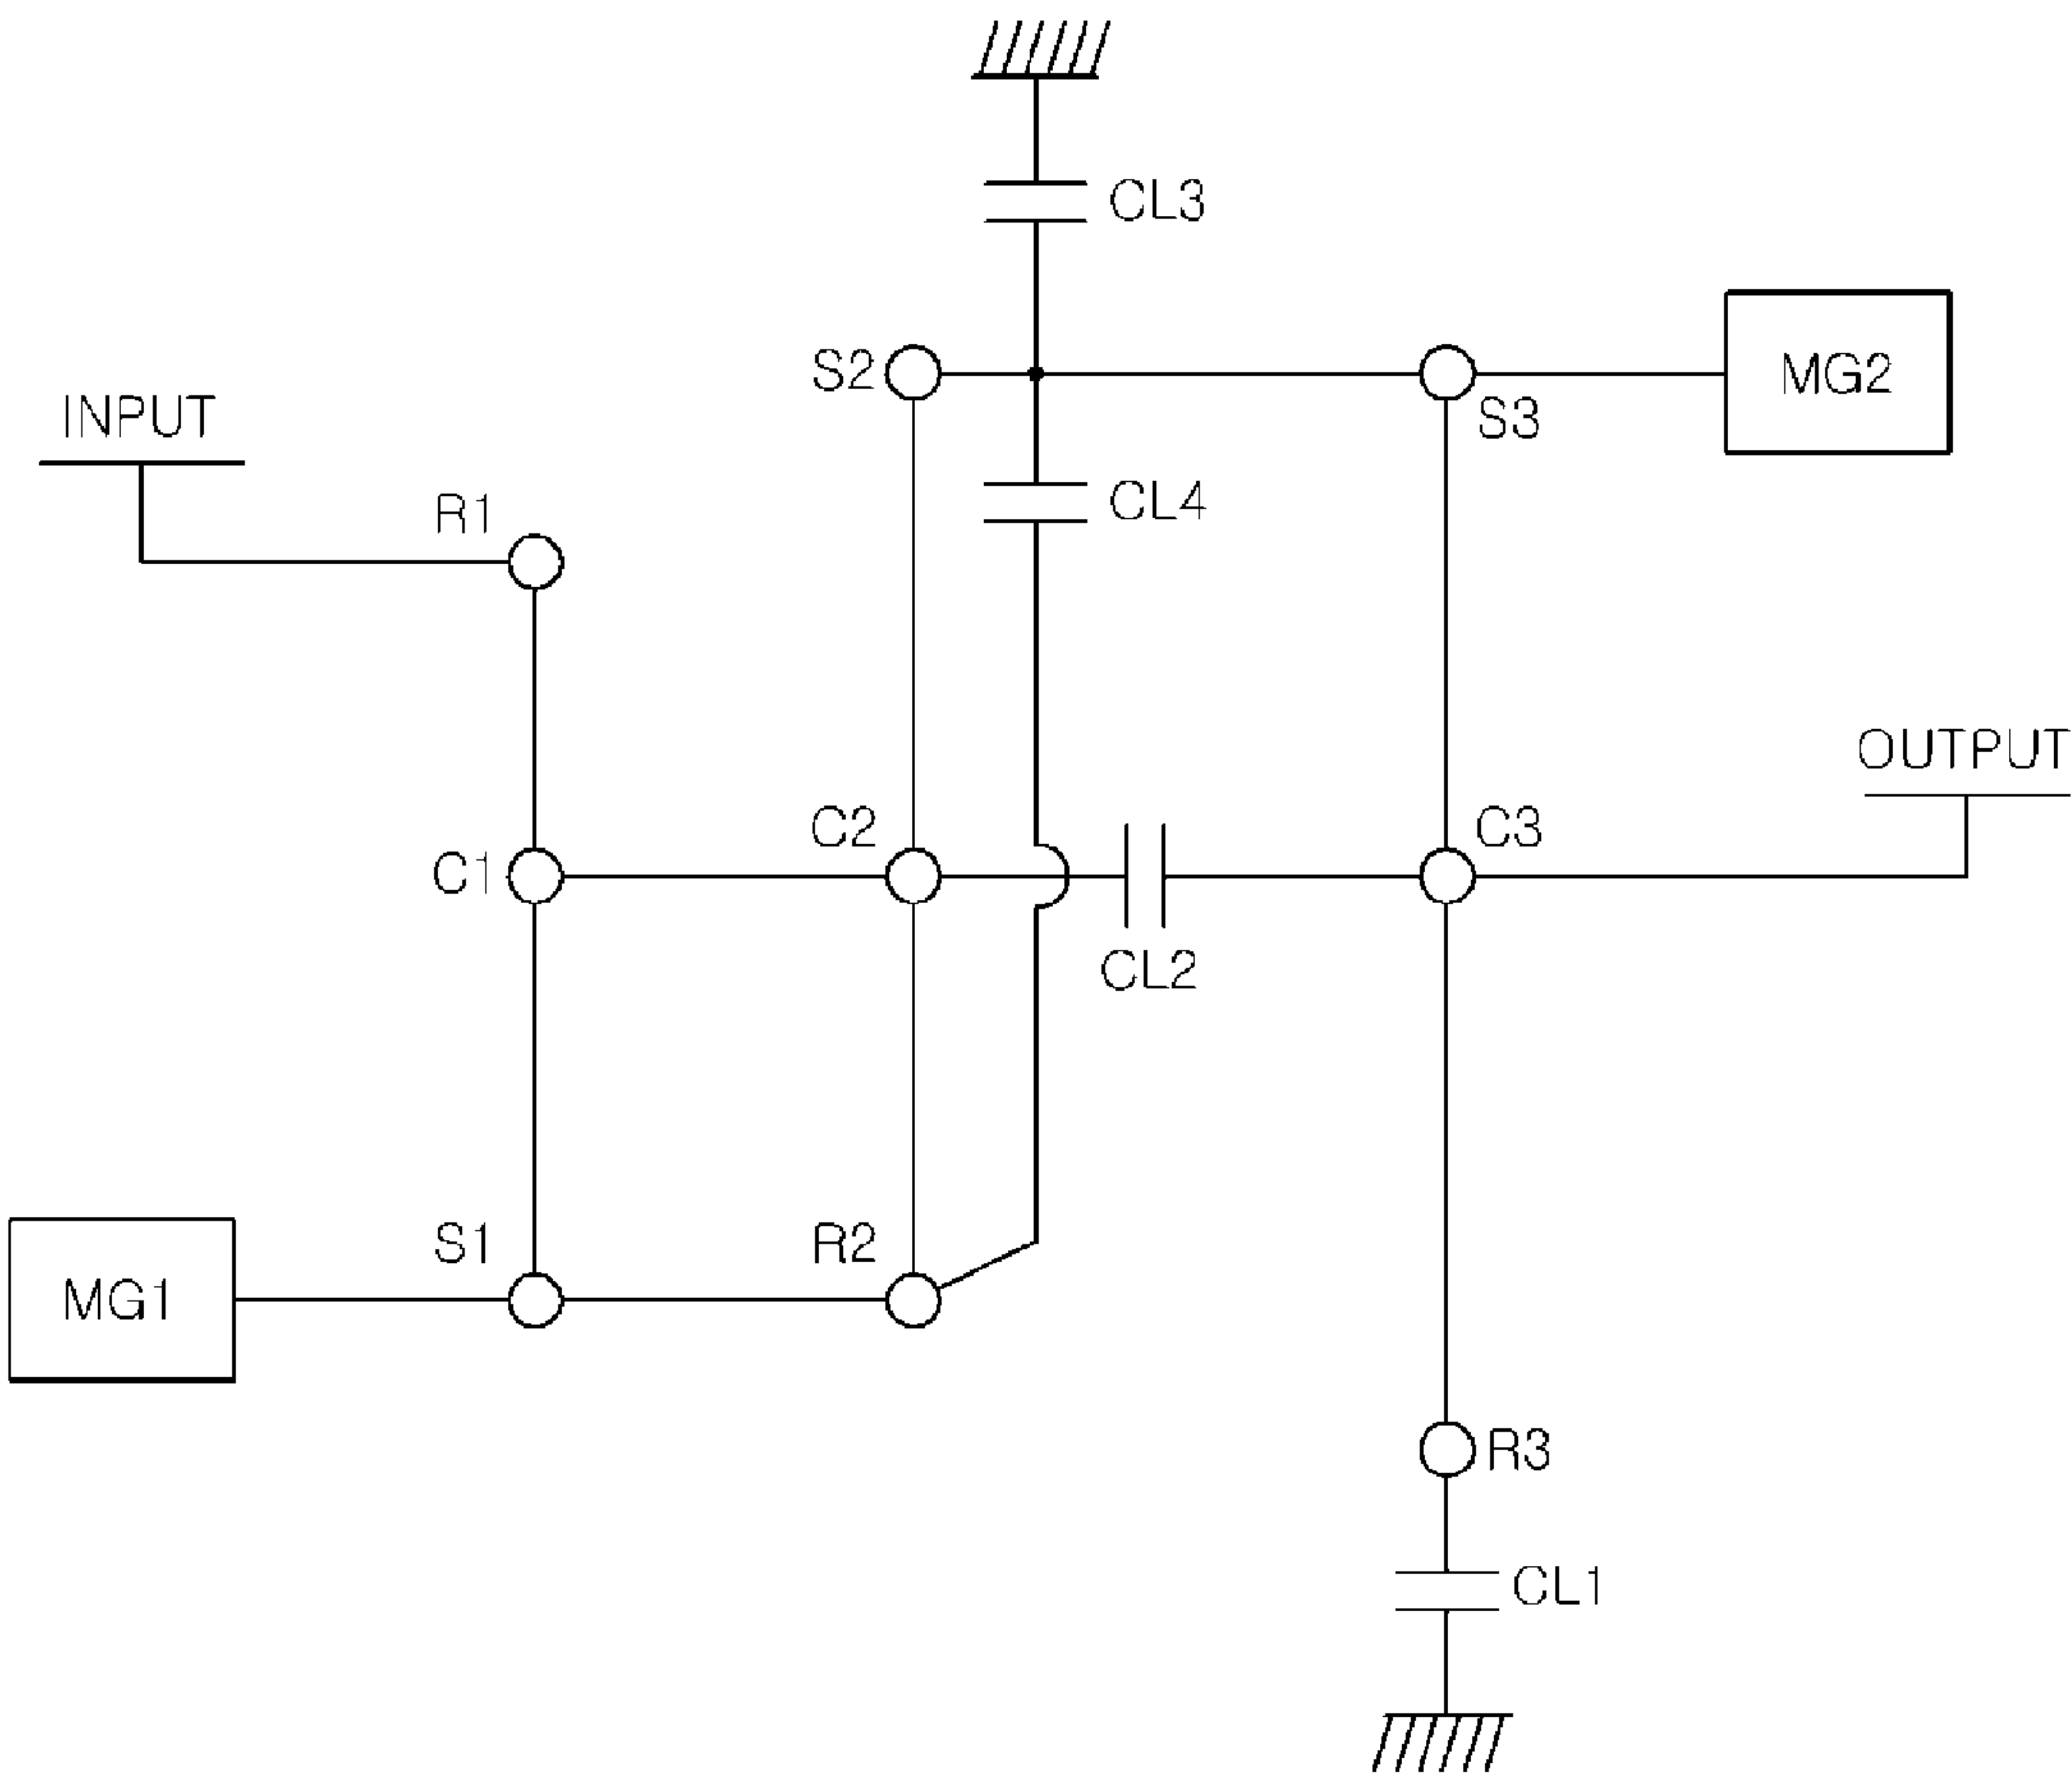 CL3
S2
MG2
INPUT
S3
R1
CL4
OUTPUT
C2
C3
C1
CL2
S1
R2
MG1
R3
CL1